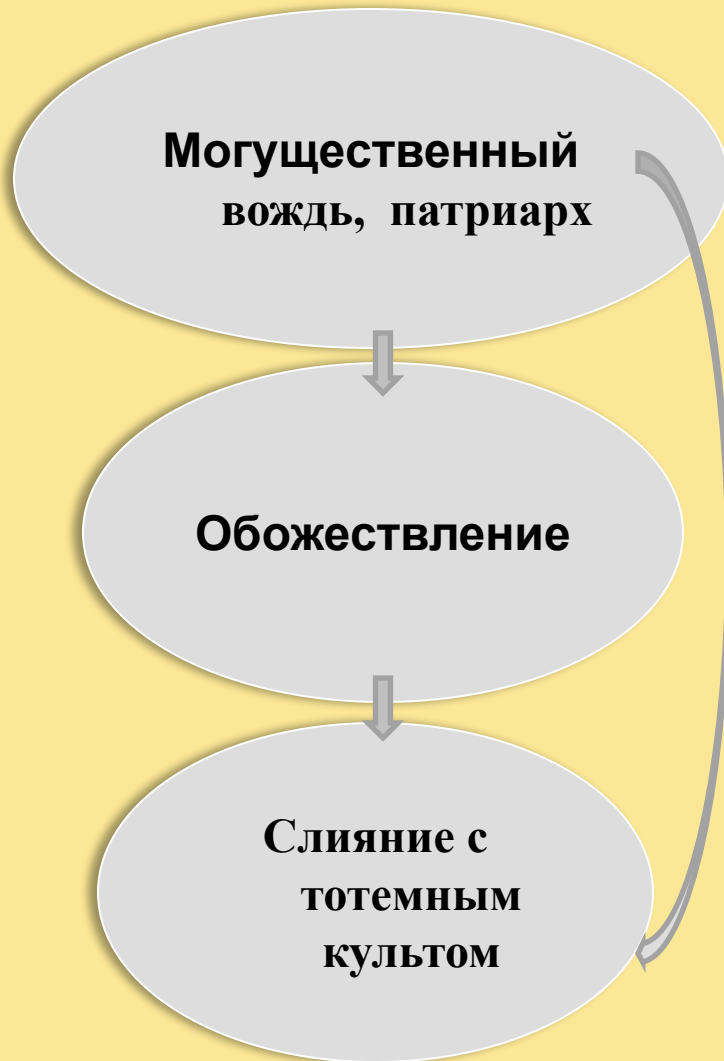 Могущественный
вождь, патриарх
Обожествление
Слияние с
тотемным
культом